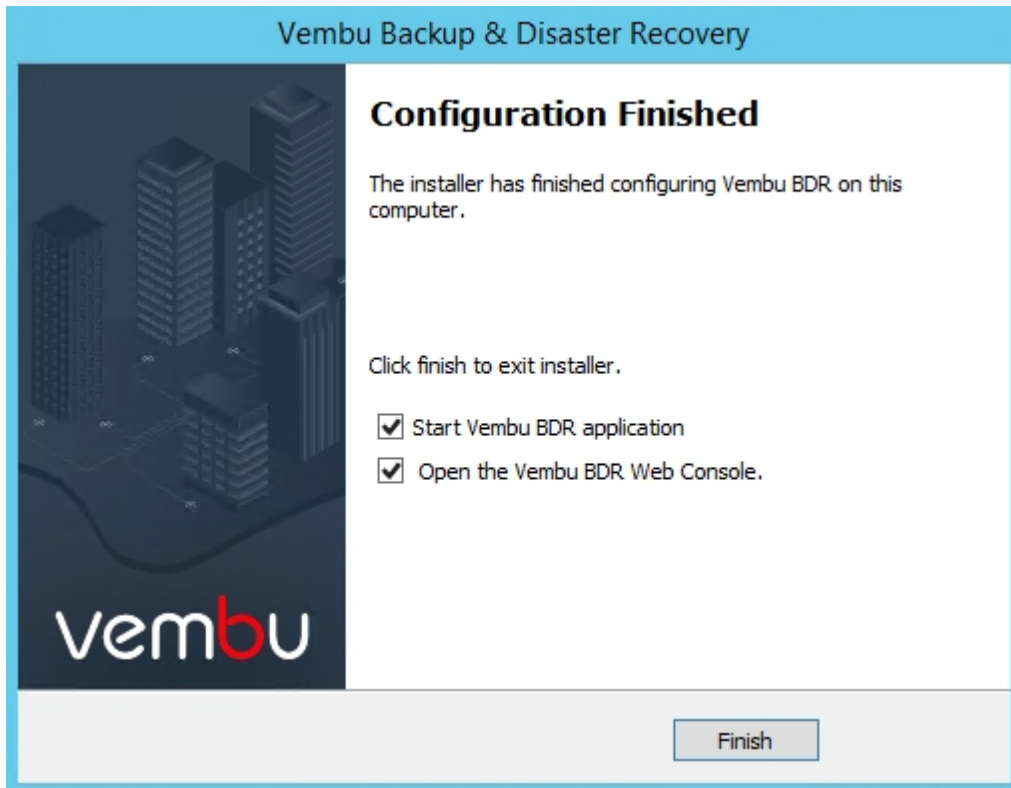 Vembu Backup & Disaster Recovery
Configuration Finished
The installer has finished configuring Vembu BDR on this
computer.
Click finish to exit installer.
Start Vembu BDR application
Open the Vembu BDR Web Console.
vembu
Finish